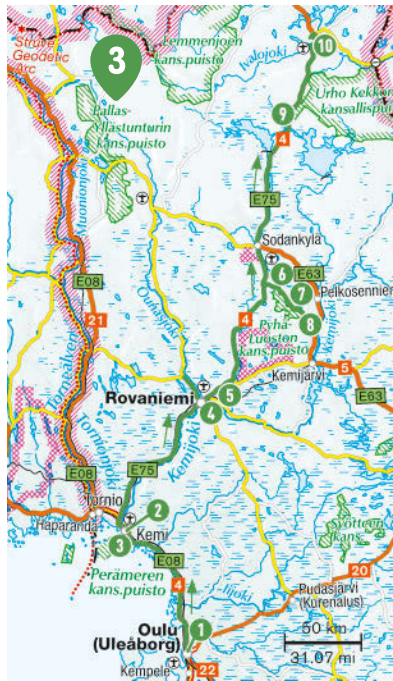 3
Struve
Geodetic
Arc
Lemmenjoen
kans.puisto
Ivalojoki
10
Urho Kekkosen
kansallispuisto
9
4
Pallas-
Yllästunturin
kans.puisto
Muonionjoki
E75
Sodankylä
6
E63
7
Pelkosenniemi
8
E08
21
Ounasjoki
4
Pyhä-
Luoston
kans.puisto
Kemijoki
5
Kemijärvi
E63
Rovaniemi
5
4
Tornionjoki
Kemijoki
E75
E08
Tornio
Haparanda
2
3
Kemi
E08
Perämeren
kans.puisto
4
Iijoki
Syötteen
kans.
20
Pudasjärvi
(Kurenalus)
Oulu
(Uleåborg)
1
50 km
31.07 mi
Kempele
22